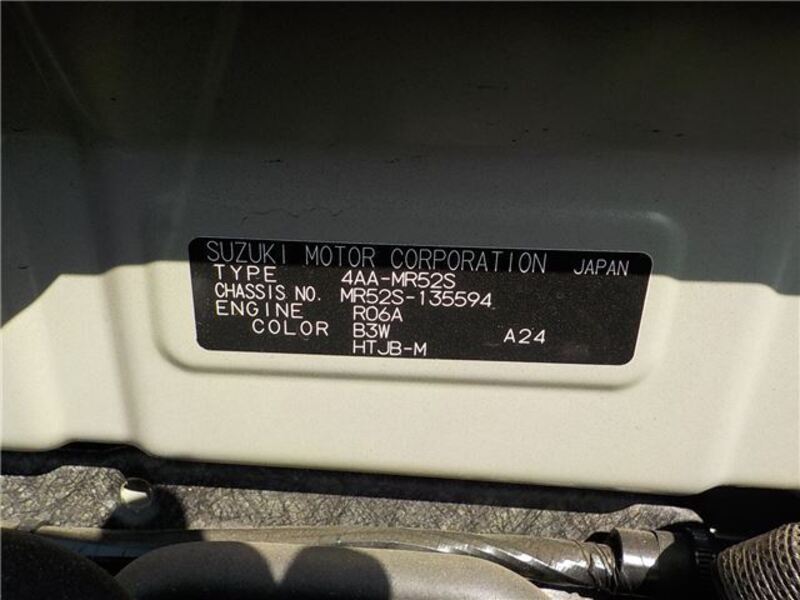 SUZUKI MOTOR CORPORATION JAPAN
TYPE 4AA-MR52S
CHASSIS NO. MR52S-135594
ENGINE R06A
COLOR B3W A24
HTJB-M